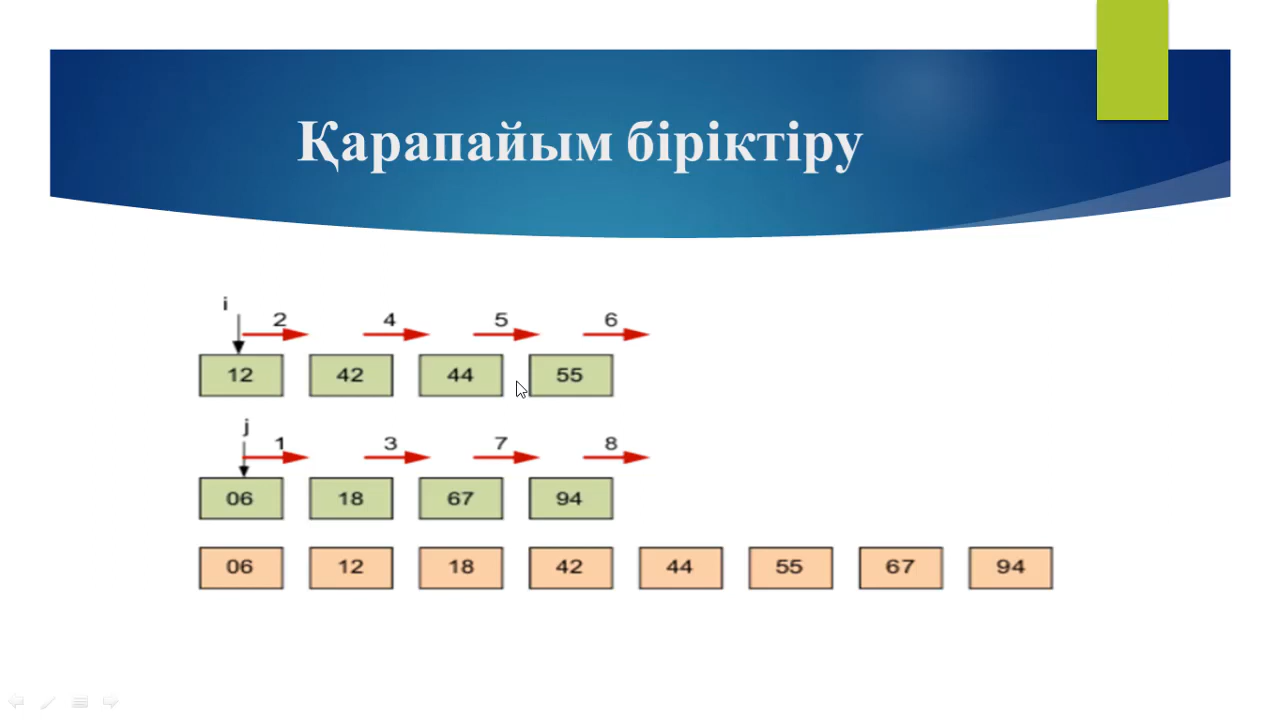 Қарапайым біріктіру
i
2 4 5 6
12 42 44 55
j
1 3 7 8
06 18 67 94
06 12 18 42 44 55 67 94